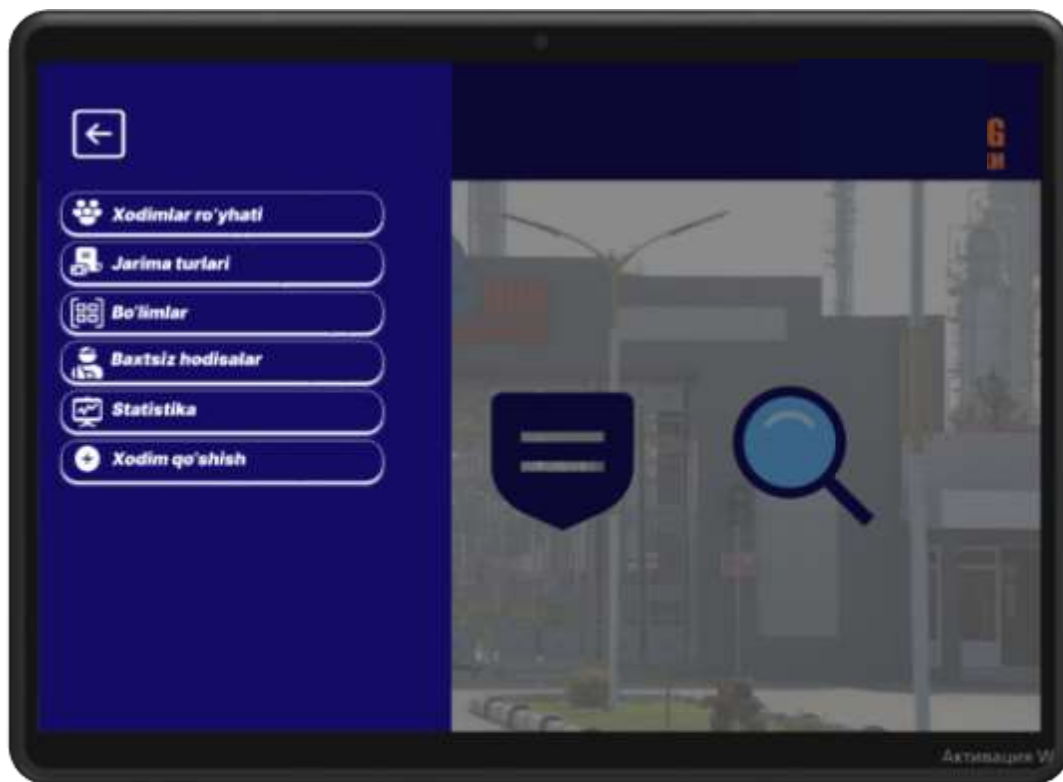 Xodimlar ro'yhati
Jarima turlari
Bo'limlar
Baxtsiz hodisalar
Statistika
Xodim qo'shish
G
Активация W